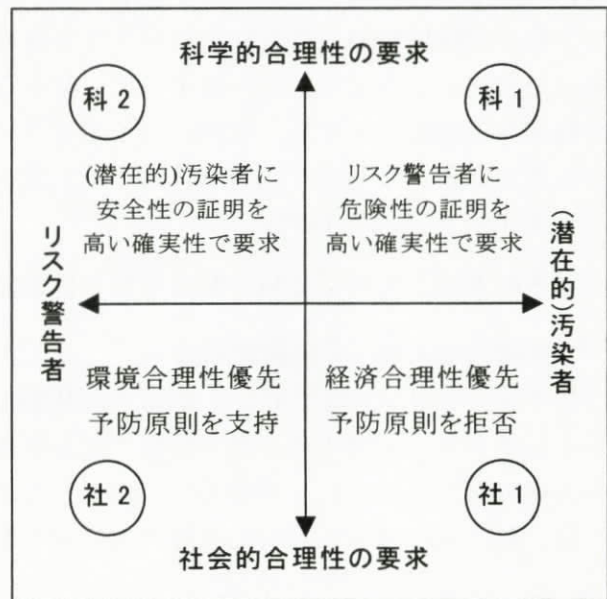 科学的合理性の要求
科2
科1
(潜在的)汚染者に
安全性の証明を
高い確実性で要求
リスク警告者に
危険性の証明を
高い確実性で要求
リスク警告者
(潜在的)汚染者
環境合理性優先
予防原則を支持
経済合理性優先
予防原則を拒否
社2
社1
社会的合理性の要求